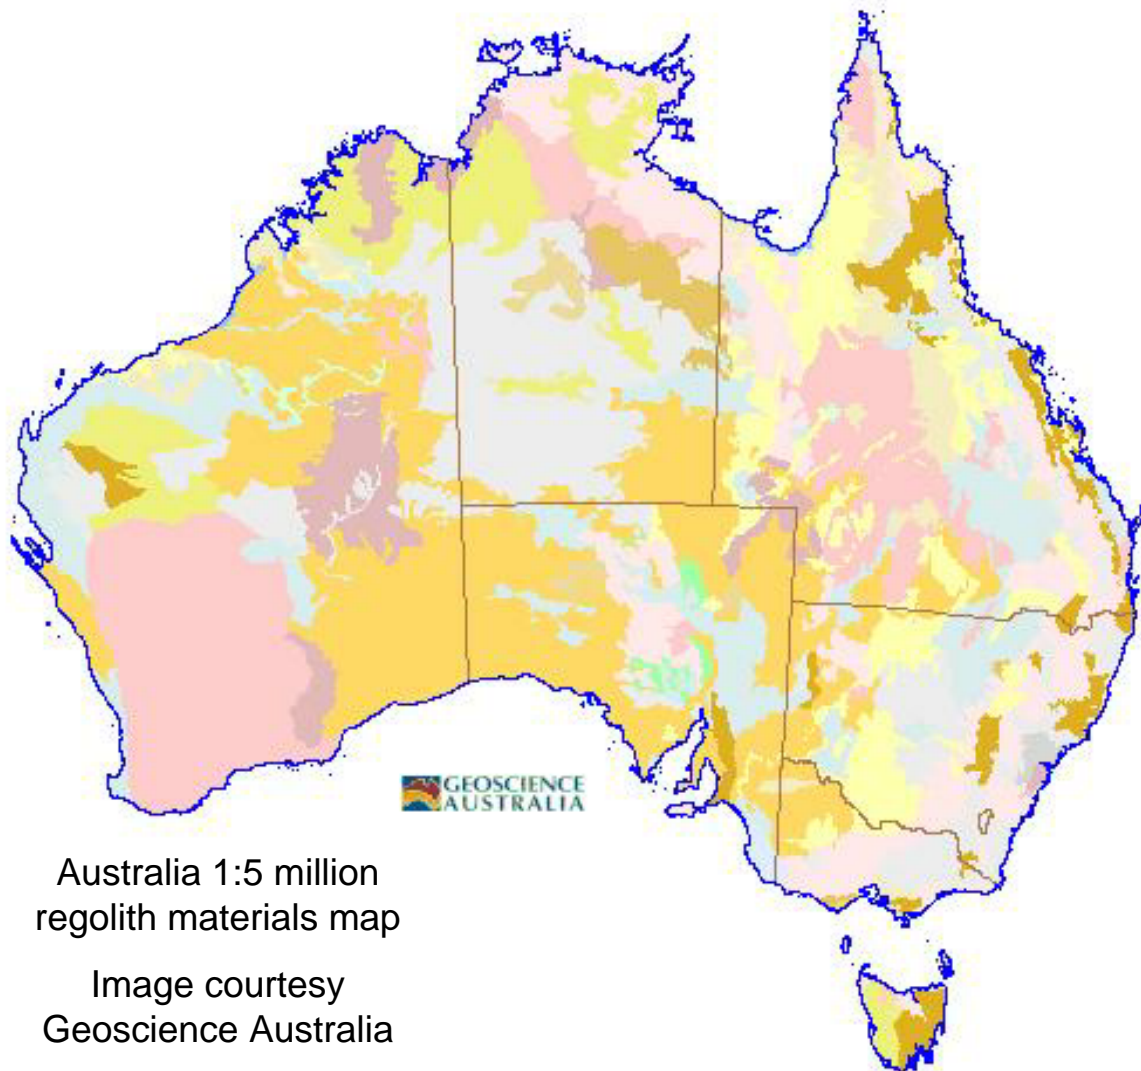 GEOSCIENCE
AUSTRALIA
Australia 1:5 million
regolith materials map
Image courtesy
Geoscience Australia